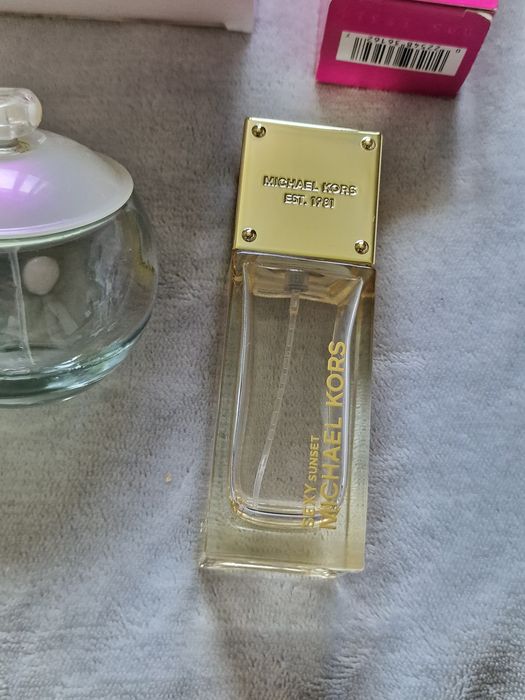 MICHAEL KORS
EST. 1981
SEXY SUNSET
MICHAEL KORS